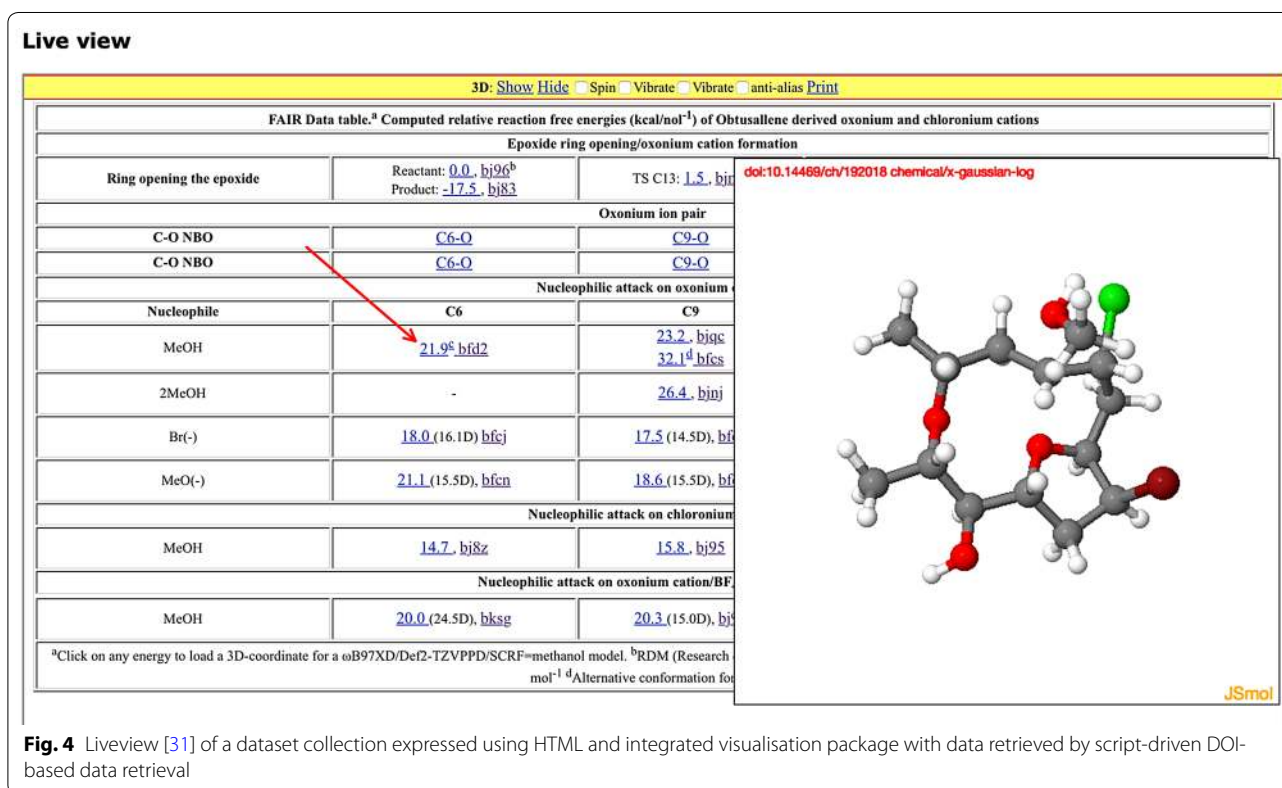 Live view
3D: Show Hide Spin Vibrate Vibrate anti-alias Print
FAIR Data table.a Computed relative reaction free energies (kcal/nol-1) of Obtusallene derived oxonium and chloronium cations
Epoxide ring opening/oxonium cation formation
Ring opening the epoxide
Reactant: 0.0 , bj96b
Product: -17.5 , bj83
TS C13: 1.5 , bjn
Oxonium ion pair
C-O NBO C6-O C9-O
C-O NBO C6-O C9-O
Nucleophilic attack on oxonium
Nucleophile C6 C9
MeOH 21.9c bfd2
23.2 , bjqc
32.1d bfcs
2MeOH - 26.4 , bjnj
Br(-) 18.0 (16.1D) bfcj 17.5 (14.5D), bf
MeO(-) 21.1 (15.5D), bfcn 18.6 (15.5D), bf
Nucleophilic attack on chloronium
MeOH 14.7 , bj8z 15.8 , bj95
Nucleophilic attack on oxonium cation/BF
MeOH 20.0 (24.5D), bksg 20.3 (15.0D), bj
aClick on any energy to load a 3D-coordinate for a ωB97XD/Def2-TZVPPD/SCRF=methanol model. bRDM (Research
mol-1 dAlternative conformation for
doi:10.14469/ch/192018 chemical/x-gaussian-log
JSmol
Fig. 4 Liveview [31] of a dataset collection expressed using HTML and integrated visualisation package with data retrieved by script-driven DOI-
based data retrieval